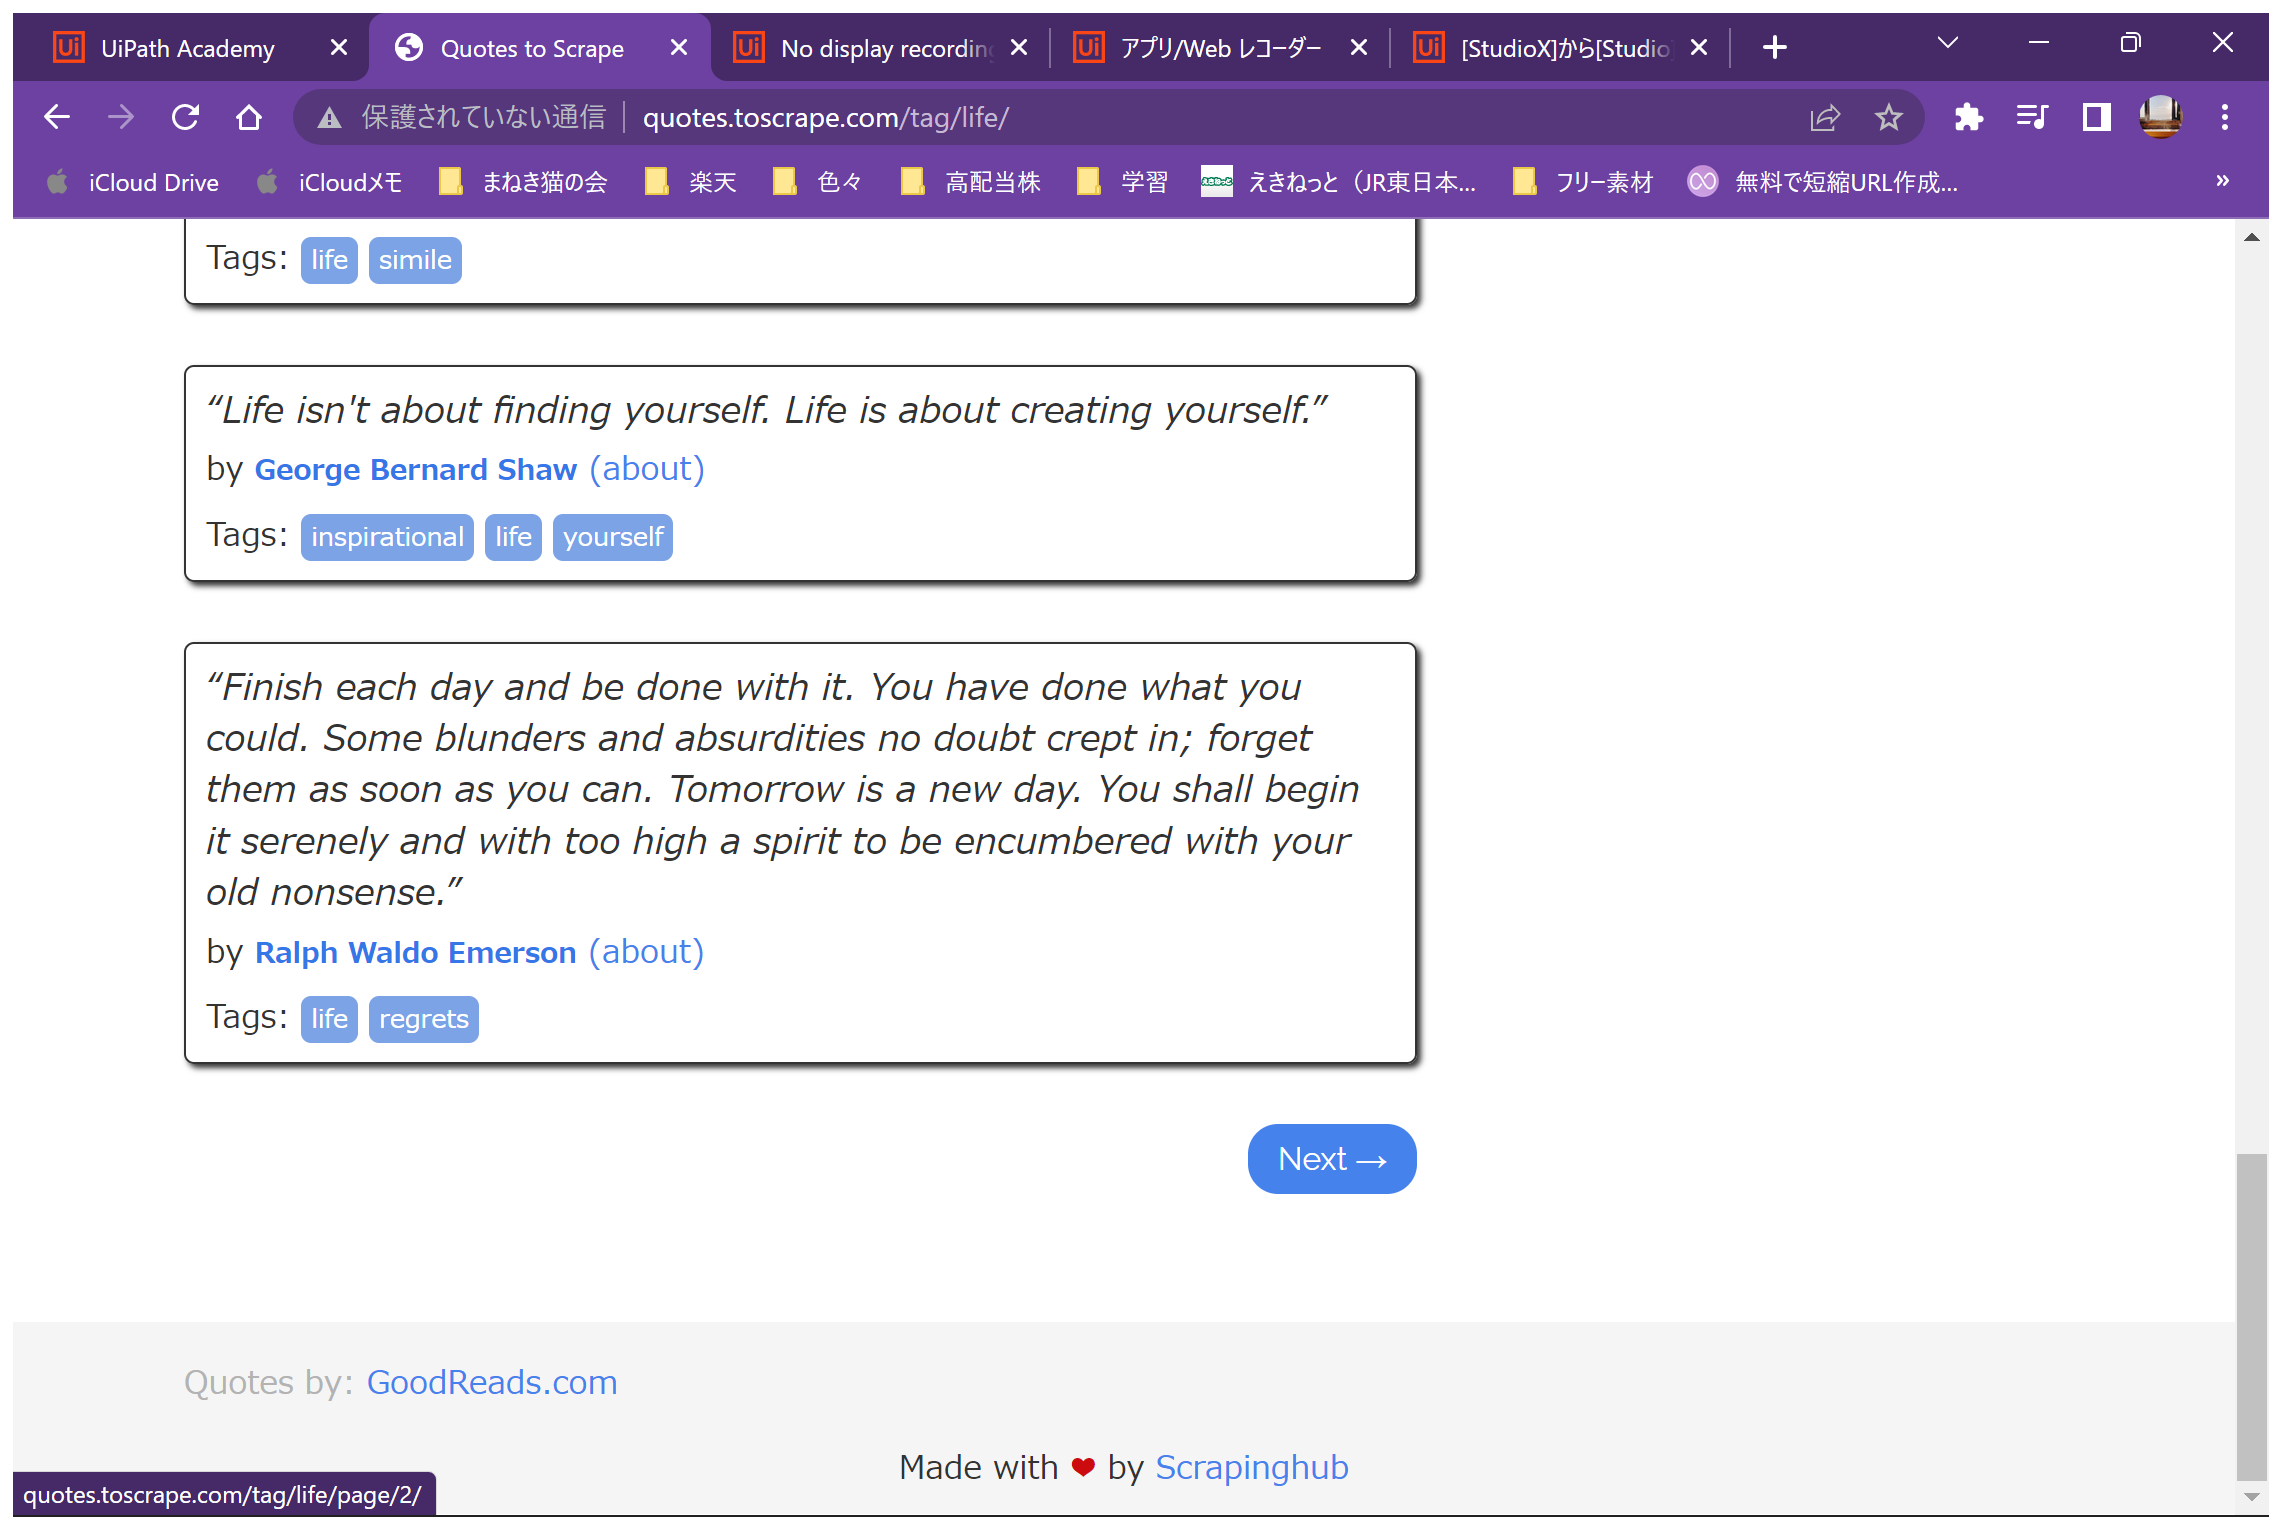 UiPath Academy
Quotes to Scrape
No display recording
アプリ/Web レコーダー
[StudioX]から[Studio]
保護されていない通信
quotes.toscrape.com/tag/life/
iCloud Drive
iCloudメモ
まねき猫の会
楽天
色々
高配当株
学習
えきねっと
えきねっと（JR東日本...
フリー素材
無料で短縮URL作成...
»
Tags: life simile
“Life isn't about finding yourself. Life is about creating yourself.”
by George Bernard Shaw (about)
Tags: inspirational life yourself
“Finish each day and be done with it. You have done what you
could. Some blunders and absurdities no doubt crept in; forget
them as soon as you can. Tomorrow is a new day. You shall begin
it serenely and with too high a spirit to be encumbered with your
old nonsense.”
by Ralph Waldo Emerson (about)
Tags: life regrets
Next →
Quotes by: GoodReads.com
Made with ❤ by Scrapinghub
quotes.toscrape.com/tag/life/page/2/